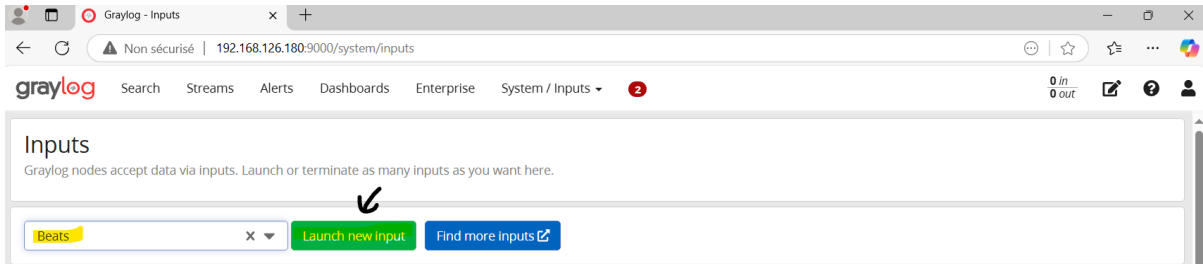 Graylog - Inputs
Non sécurisé | 192.168.126.180:9000/system/inputs
graylog Search Streams Alerts Dashboards Enterprise System / Inputs 2 0 in
0 out
Inputs
Graylog nodes accept data via inputs. Launch or terminate as many inputs as you want here.
Beats X Launch new input Find more inputs